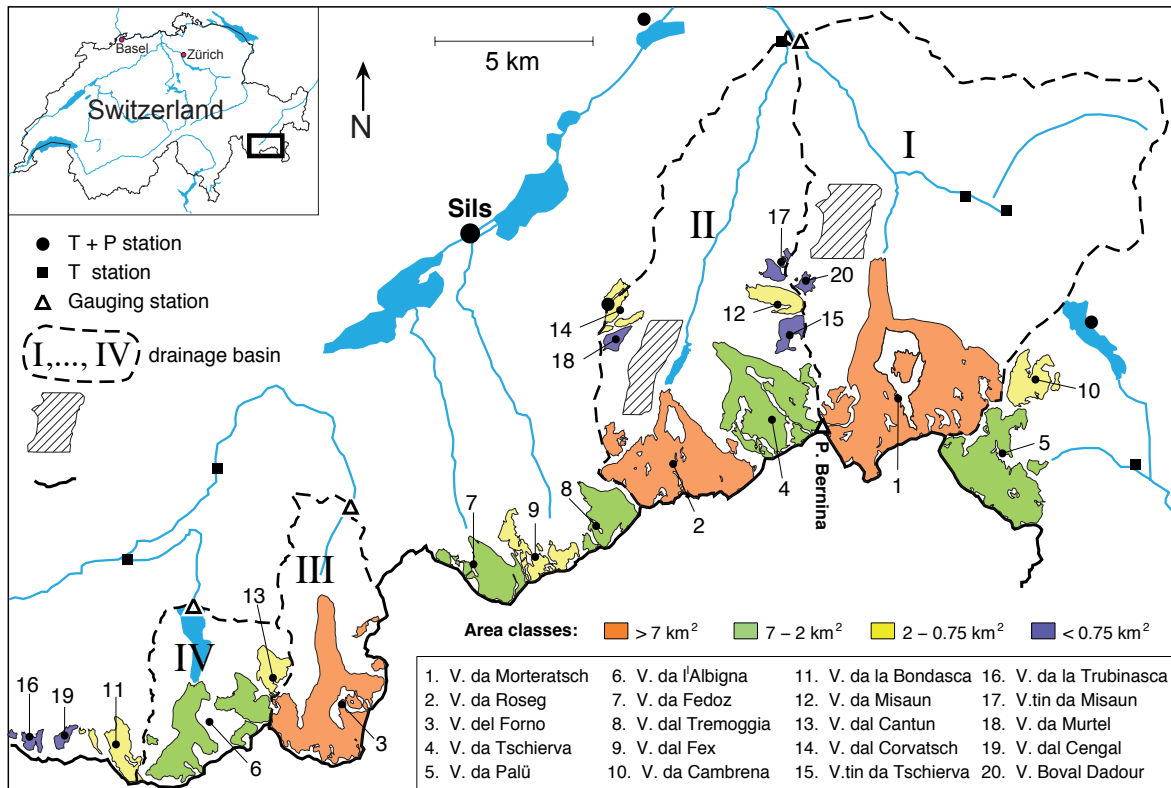 Basel
Zürich
Switzerland
5 km
N
Sils
T + P station
T station
Gauging station
I,...., IV drainage basin
I
II
III
IV
17
20
14
12
15
18
10
5
P. Bernina
1
4
2
8
9
7
13
3
6
11
19
16
Area classes: > 7 km² 7 – 2 km² 2 – 0.75 km² < 0.75 km²
1. V. da Morteratsch
2. V. da Roseg
3. V. del Forno
4. V. da Tschierva
5. V. da Palü
6. V. da l'Albigna
7. V. da Fedoz
8. V. dal Tremoggia
9. V. dal Fex
10. V. da Cambrena
11. V. da la Bondasca
12. V. da Misaun
13. V. dal Cantun
14. V. dal Corvatsch
15. V.tin da Tschierva
16. V. da la Trubinasca
17. V.tin da Misaun
18. V. da Murtel
19. V. dal Cengal
20. V. Boval Dadour